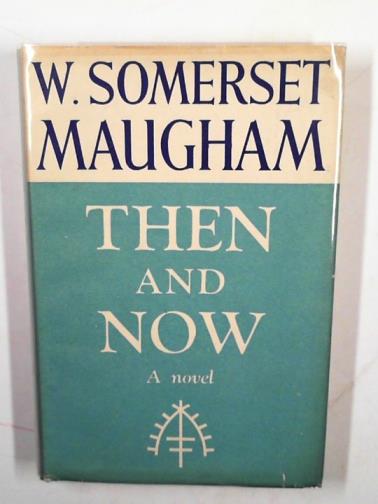 W. SOMERSET
MAUGHAM
THEN
AND
NOW
A novel